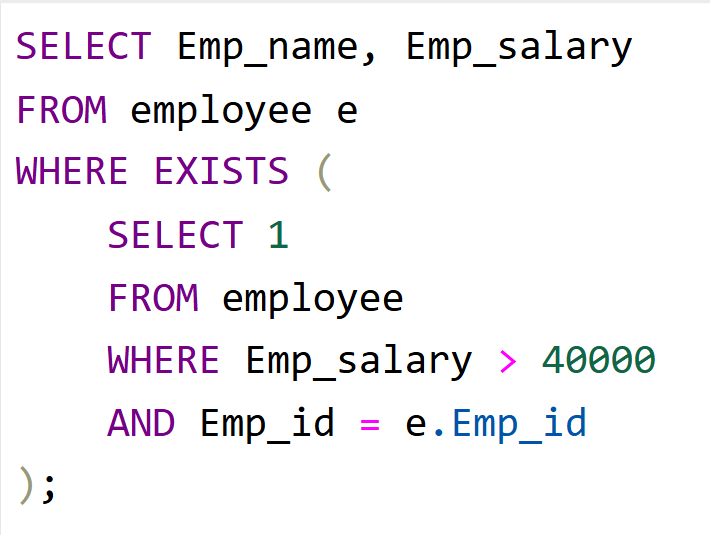 SELECT Emp_name, Emp_salary
FROM employee e
WHERE EXISTS (
    SELECT 1
    FROM employee
    WHERE Emp_salary > 40000
    AND Emp_id = e.Emp_id
);